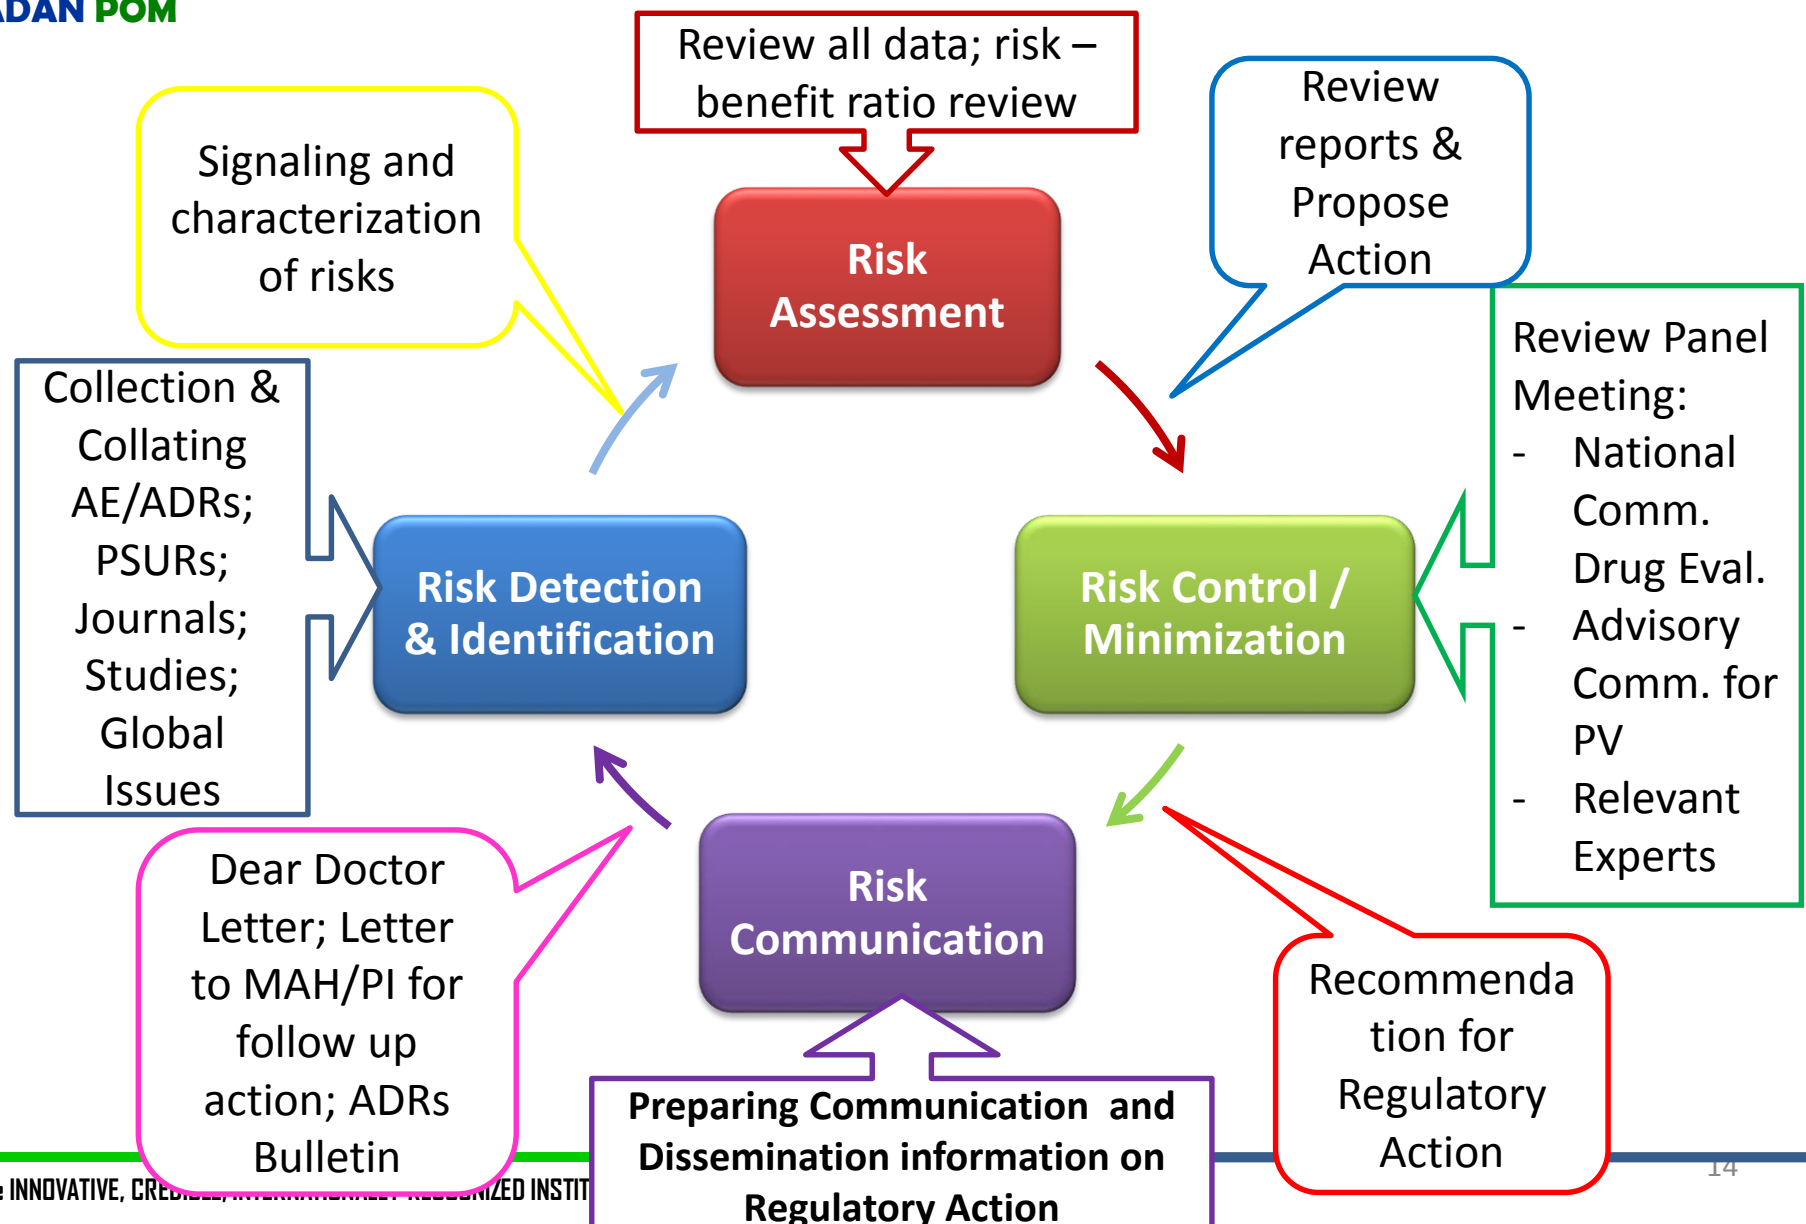 ADAN POM
Review all data; risk –
benefit ratio review
Signaling and
characterization
of risks
Review
reports &
Propose
Action
Risk
Assessment
Collection &
Collating
AE/ADRs;
PSURs;
Journals;
Studies;
Global
Issues
Review Panel
Meeting:
- National
Comm.
Drug Eval.
- Advisory
Comm. for
PV
- Relevant
Experts
Risk Detection
& Identification
Risk Control /
Minimization
Risk
Communication
Dear Doctor
Letter; Letter
to MAH/PI for
follow up
action; ADRs
Bulletin
Recommenda
tion for
Regulatory
Action
Preparing Communication and
Dissemination information on
Regulatory Action
INNOVATIVE, CREDIBLE, INTERNATIONALLY RECOGNIZED INSTIT
14